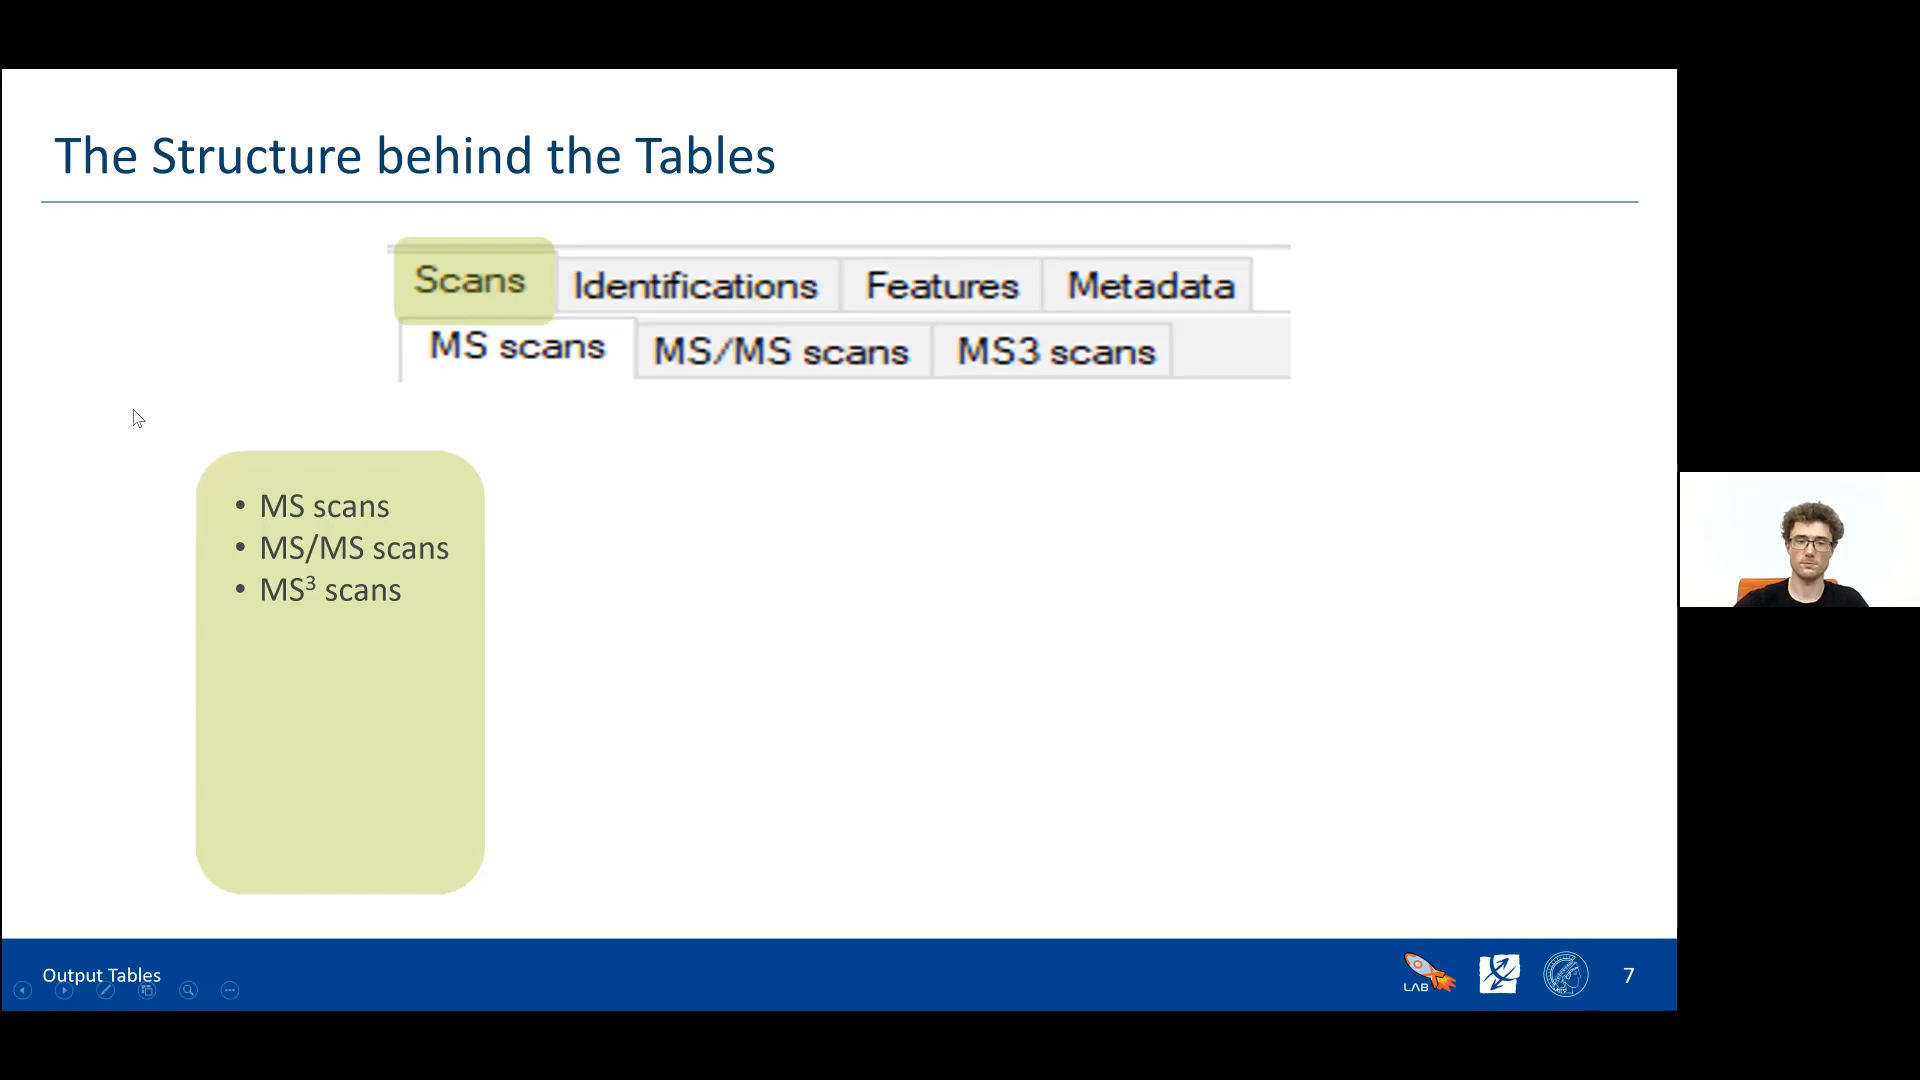 The Structure behind the Tables
Scans Identifications Features Metadata
MS scans MS/MS scans MS3 scans
• MS scans
• MS/MS scans
• MS³ scans
Output Tables
LAB
7